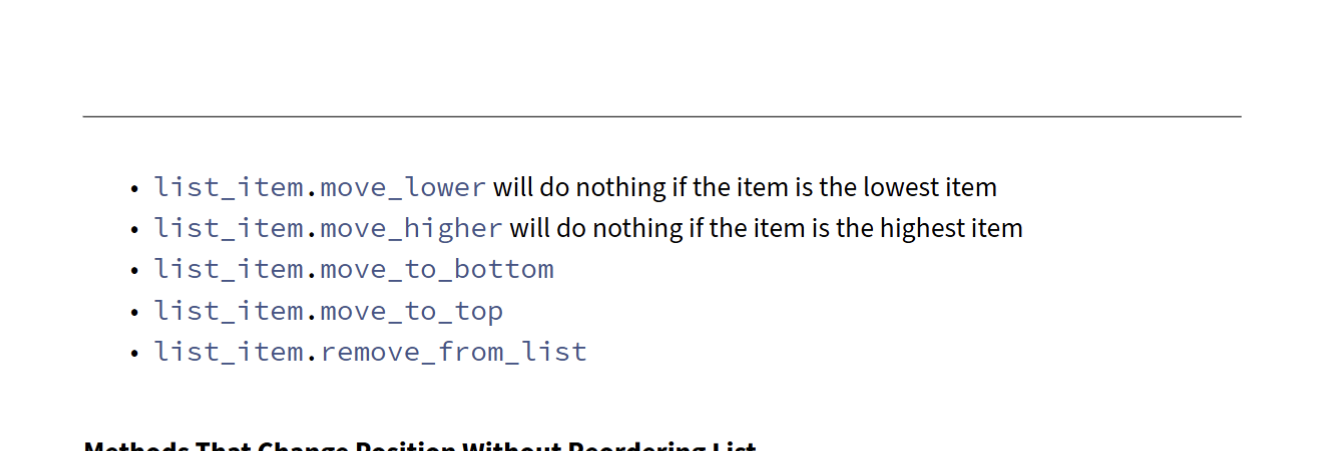 • list_item.move_lower will do nothing if the item is the lowest item
• list_item.move_higher will do nothing if the item is the highest item
• list_item.move_to_bottom
• list_item.move_to_top
• list_item.remove_from_list
Methods That Change Position Without Reordering List